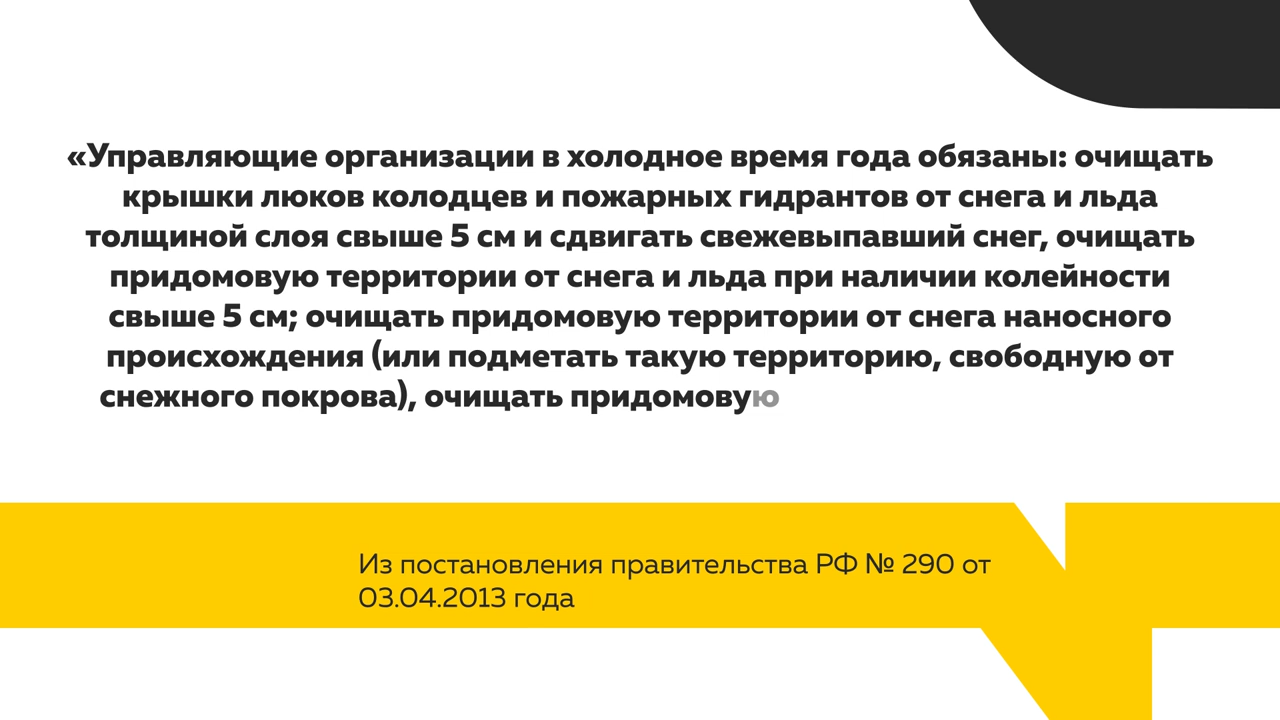 «Управляющие организации в холодное время года обязаны: очищать
крышки люков колодцев и пожарных гидрантов от снега и льда
толщиной слоя свыше 5 см и сдвигать свежевыпавший снег, очищать
придомовую территории от снега и льда при наличии колейности
свыше 5 см; очищать придомовую территории от снега наносного
происхождения (или подметать такую территорию, свободную от
снежного покрова), очищать придомовую
Из постановления правительства РФ № 290 от
03.04.2013 года